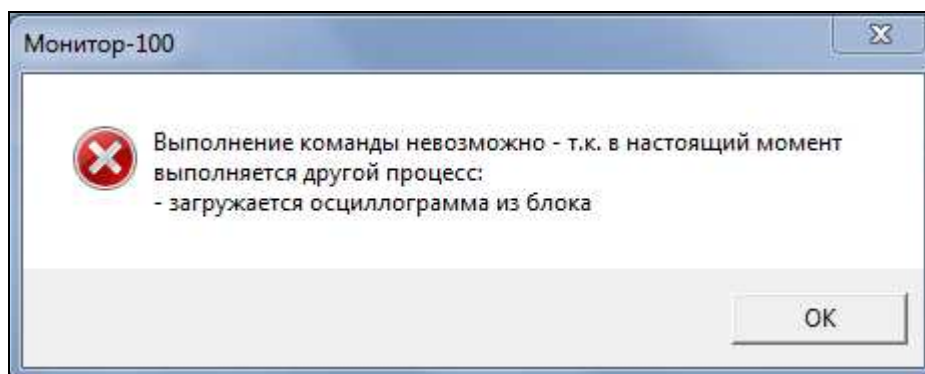 Монитор-100
Выполнение команды невозможно - т.к. в настоящий момент
выполняется другой процесс:
- загружается осциллограмма из блока
OK